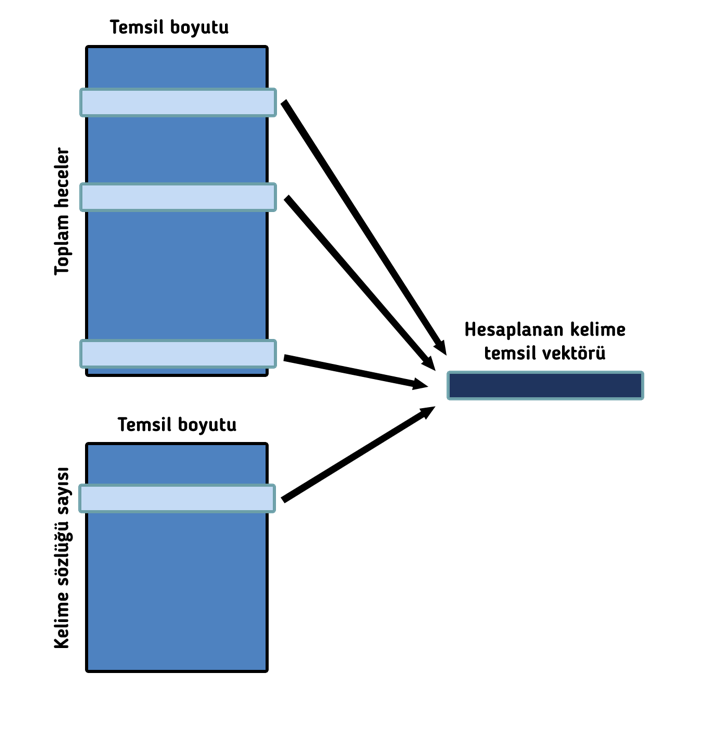 Temsil boyutu
Toplam heceler
Hesaplanan kelime
temsil vektörü
Temsil boyutu
Kelime sözlüğü sayısı